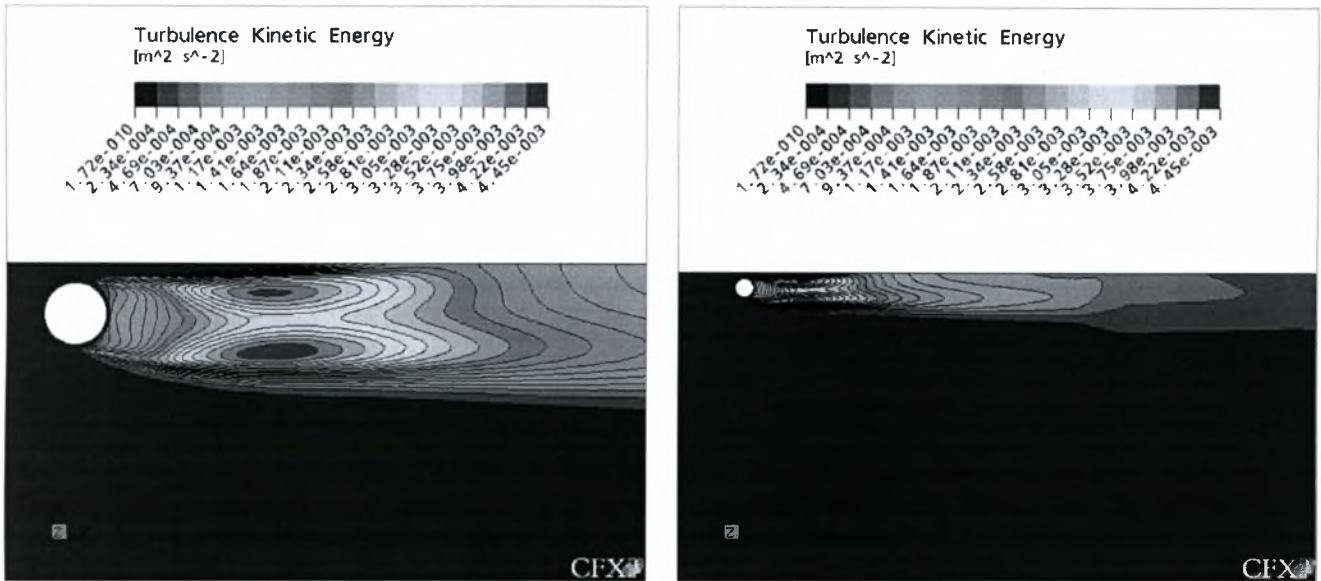 Turbulence Kinetic Energy
[m^2 s^-2]
1.72e-010
2.34e-004
4.69e-004
7.03e-004
9.37e-004
1.17e-003
1.41e-003
1.64e-003
1.87e-003
2.11e-003
2.34e-003
2.58e-003
2.81e-003
3.05e-003
3.28e-003
3.52e-003
3.75e-003
3.98e-003
4.22e-003
4.45e-003
Z
CFX
Turbulence Kinetic Energy
[m^2 s^-2]
1.72e-010
2.34e-004
4.69e-004
7.03e-004
9.37e-004
1.17e-003
1.41e-003
1.64e-003
1.87e-003
2.11e-003
2.34e-003
2.58e-003
2.81e-003
3.05e-003
3.28e-003
3.52e-003
3.75e-003
3.98e-003
4.22e-003
4.45e-003
Z
CFX